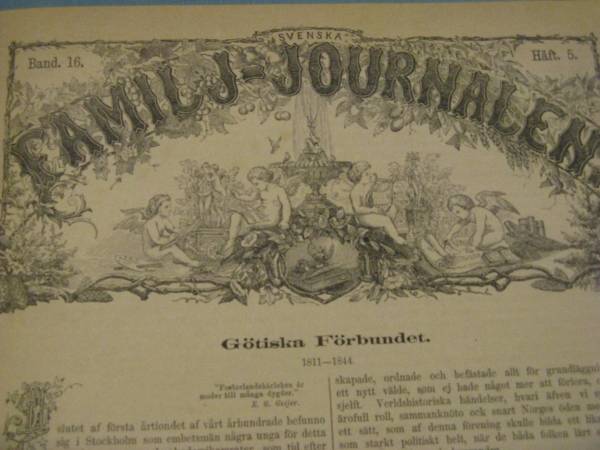 SVENSKA
Band. 16.
Häft. 5.
FAMILJ-JOURNALEN
Götiska Förbundet.
1811—1844.
"Fosterlandskärleken är
moder till många dygder."
E. G. Geijer.
slutet af första årtiondet af vårt århundrade befunno
sig i Stockholm som embetsmän några unga för detta
skapade, ordnade och befästade allt för
ett nytt välde, som ej hade något mer att förlora,
sjelft. Verldshistoriska händelser, hvari äfven vi
ärofull roll, sammanknöto ock snart Norges öden
ett sätt, som af denna förening skulle bilda ett
som starkt politiskt helt, när de båda folken lärt